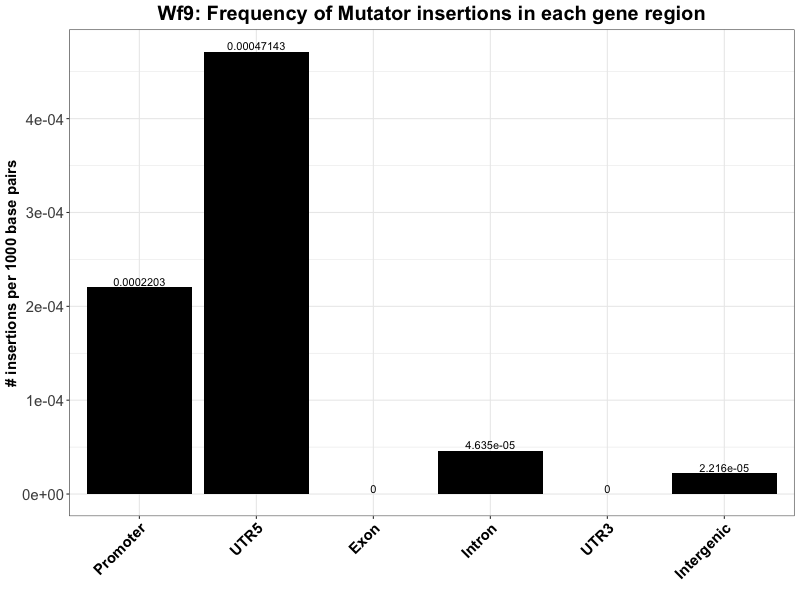 Wf9: Frequency of Mutator insertions in each gene region
# insertions per 1000 base pairs
4e-04
3e-04
2e-04
1e-04
0e+00
0.0002203
0.00047143
0
4.635e-05
0
2.216e-05
Promoter
UTR5
Exon
Intron
UTR3
Intergenic